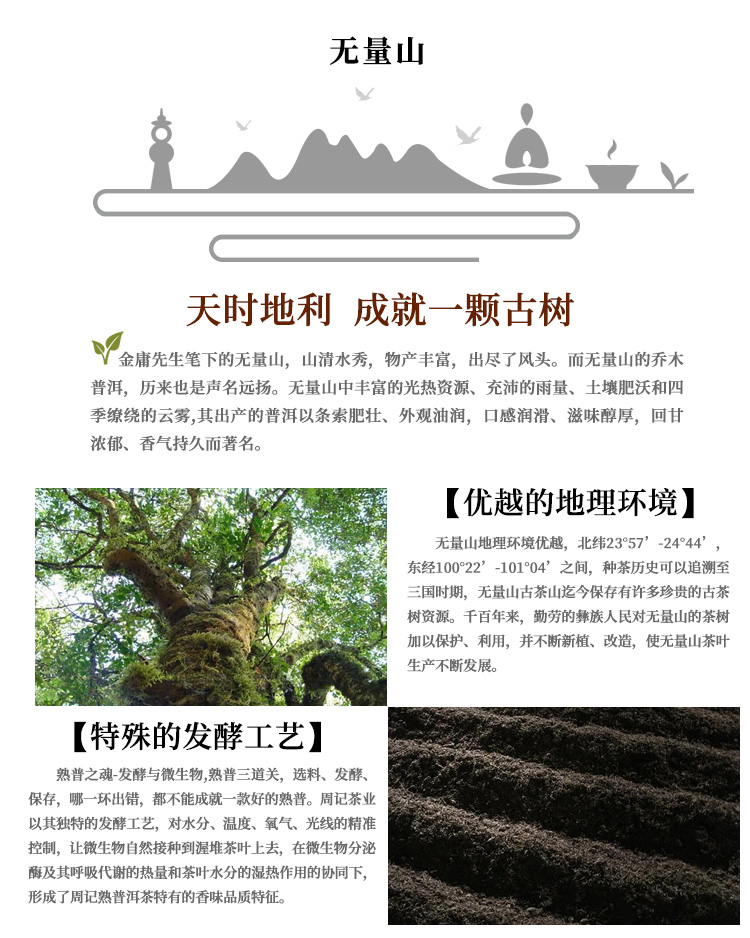 无量山
天时地利 成就一颗古树
金庸先生笔下的无量山，山清水秀，物产丰富，出尽了风头。而无量山的乔木
普洱，历来也是声名远扬。无量山中丰富的光热资源、充沛的雨量、土壤肥沃和四
季缭绕的云雾,其出产的普洱以条索肥壮、外观油润，口感润滑、滋味醇厚，回甘
浓郁、香气持久而著名。
【优越的地理环境】
无量山地理环境优越，北纬23°57’-24°44’，
东经100°22’-101°04’之间，种茶历史可以追溯至
三国时期，无量山古茶山迄今保存有许多珍贵的古茶
树资源。千百年来，勤劳的彝族人民对无量山的茶树
加以保护、利用，并不断新植、改造，使无量山茶叶
生产不断发展。
【特殊的发酵工艺】
熟普之魂-发酵与微生物,熟普三道关，选料、发酵、
保存，哪一环出错，都不能成就一款好的熟普。周记茶业
以其独特的发酵工艺，对水分、温度、氧气、光线的精准
控制，让微生物自然接种到渥堆茶叶上去，在微生物分泌
酶及其呼吸代谢的热量和茶叶水分的湿热作用的协同下，
形成了周记熟普洱茶特有的香味品质特征。